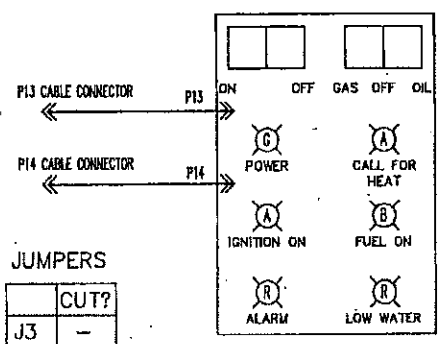 ON OFF GAS OFF OIL
P13 CABLE CONNECTOR P13
G A
POWER CALL FOR
HEAT
P14 CABLE CONNECTOR P14
A B
IGNITION ON FUEL ON
JUMPERS
CUT?
J3 -
R R
ALARM LOW WATER